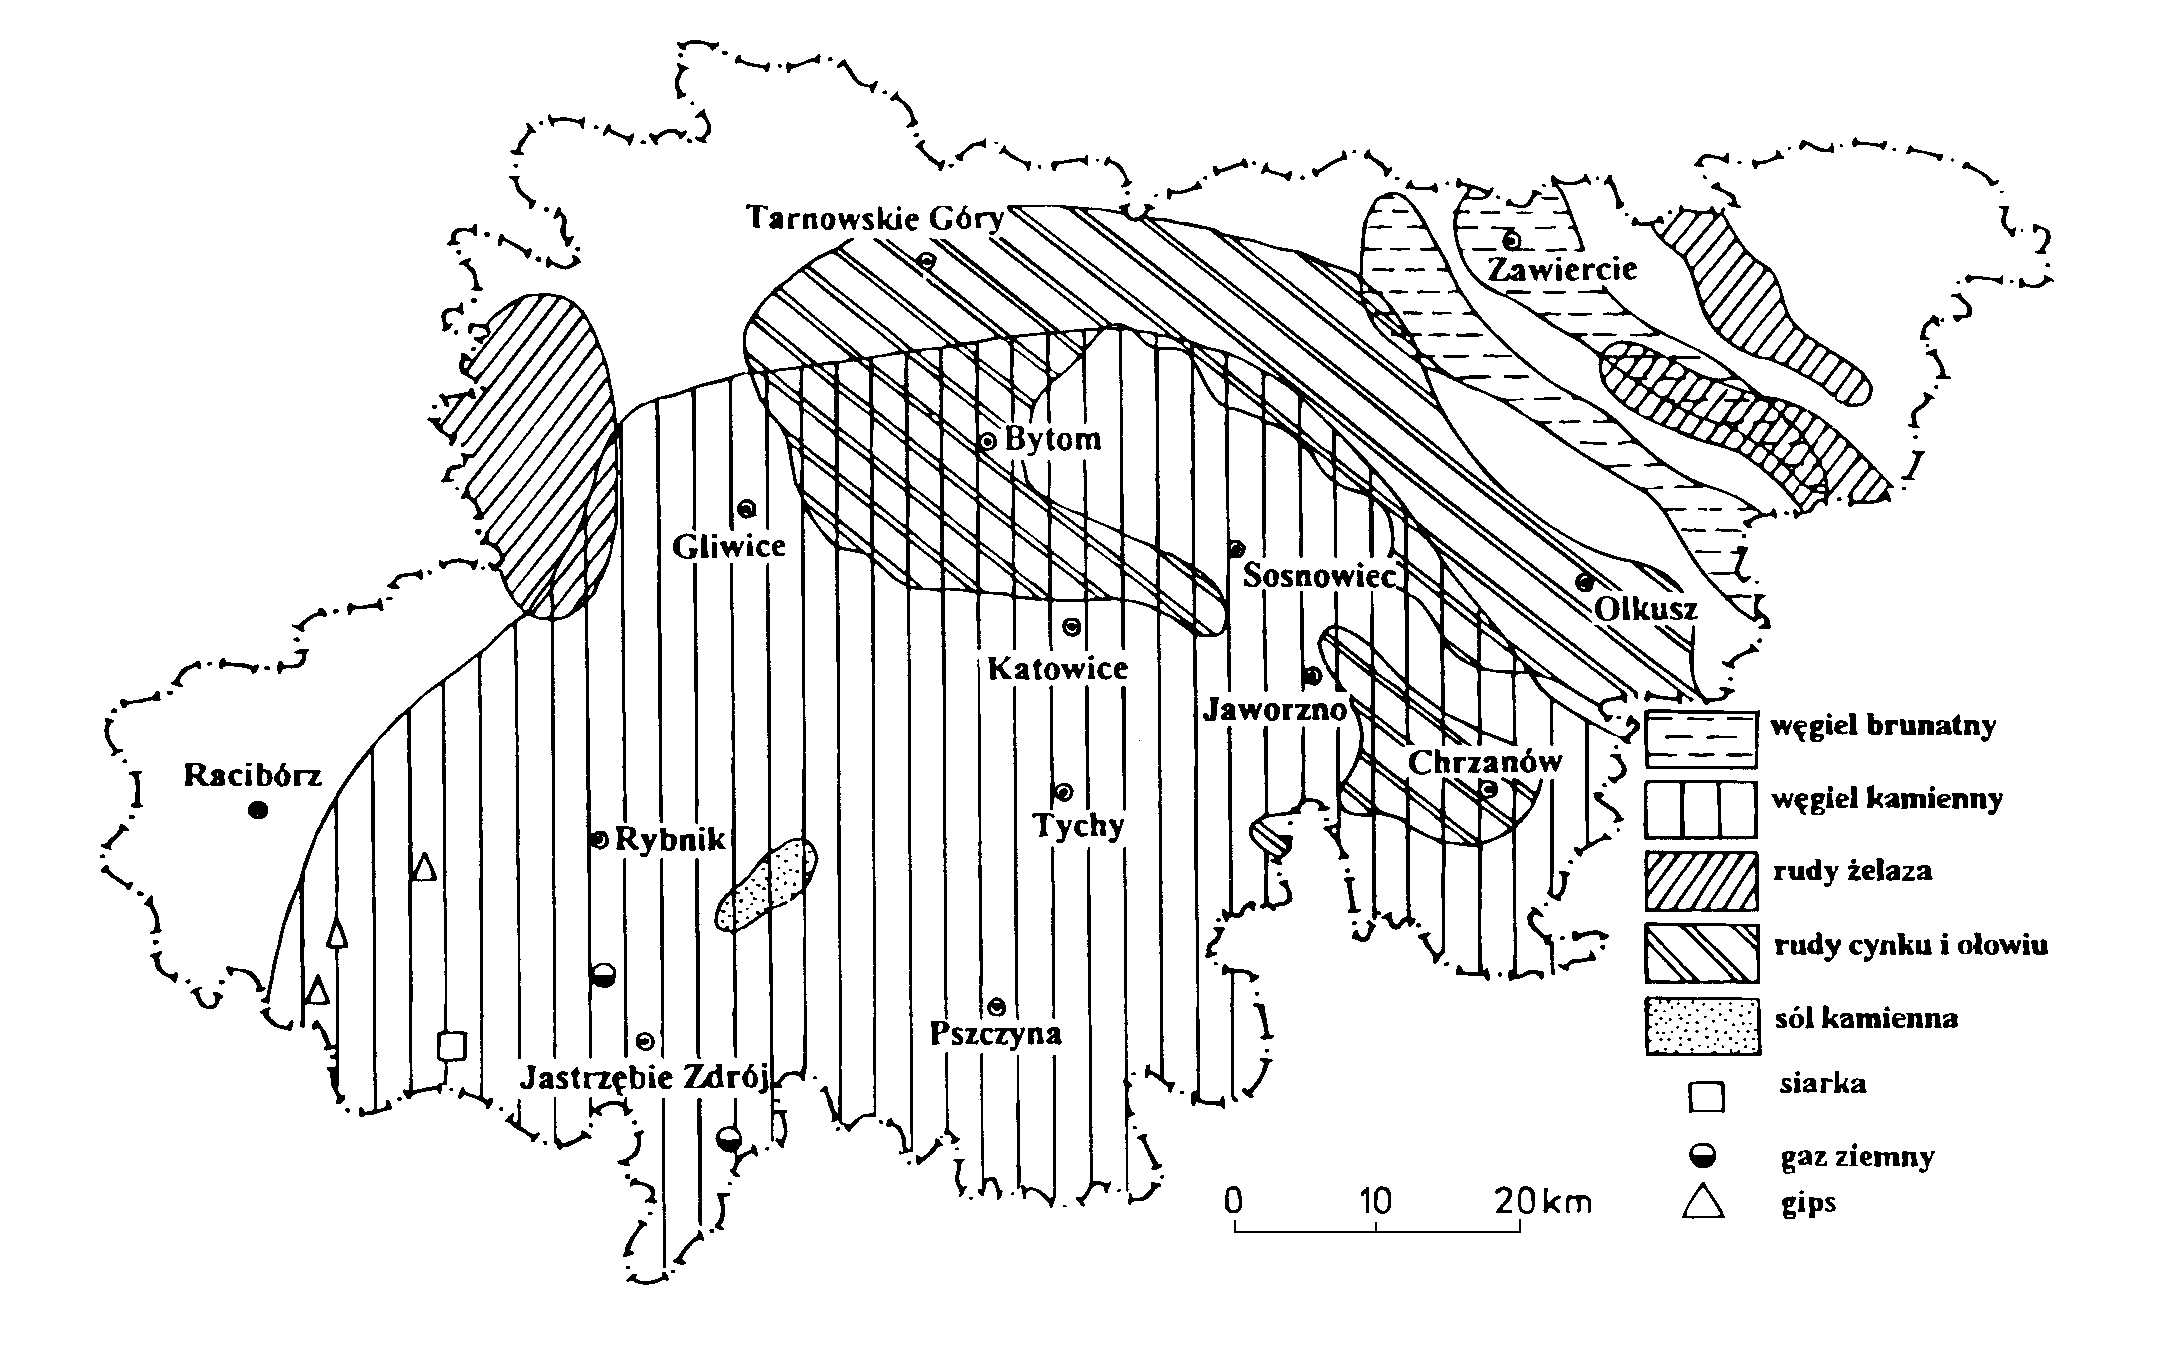 Tarnowskie Góry
Zawiercie
Bytom
Gliwice
Sosnowiec
Olkusz
Katowice
Jaworzno
Chrzanów
Racibórz
Rybnik
Tychy
Pszczyna
Jastrzębie Zdrój
węgiel brunatny
węgiel kamienny
rudy żelaza
rudy cynku i ołowiu
sól kamienna
siarka
gaz ziemny
gips
0 10 20 km